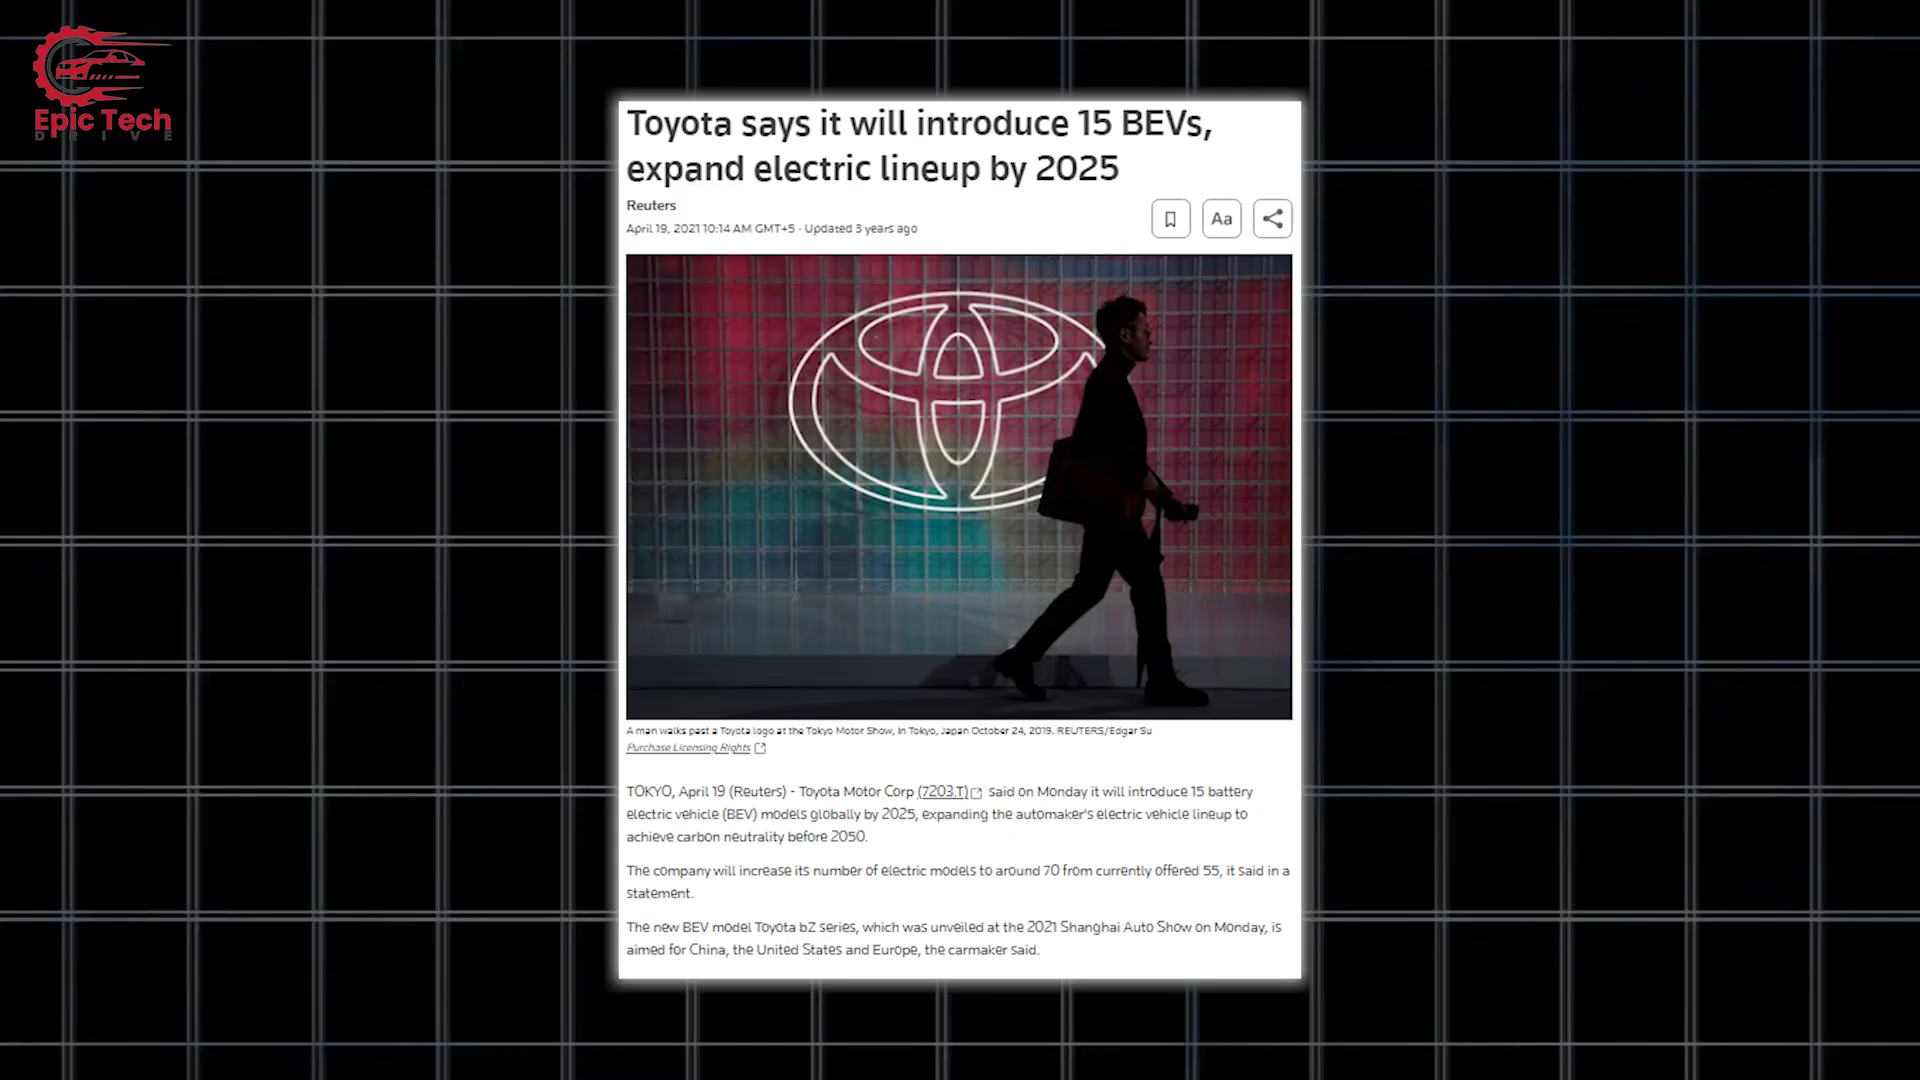 Epic Tech
DRIVE
Toyota says it will introduce 15 BEVs,
expand electric lineup by 2025
Reuters
April 19, 2021 10:14 AM GMT+5 · Updated 3 years ago
Aa
A man walks past a Toyota logo at the Tokyo Motor Show, in Tokyo, Japan October 24, 2019. REUTERS/Edgar Su
Purchase Licensing Rights
TOKYO, April 19 (Reuters) - Toyota Motor Corp (7203.T) said on Monday it will introduce 15 battery
electric vehicle (BEV) models globally by 2025, expanding the automaker's electric vehicle lineup to
achieve carbon neutrality before 2050.
The company will increase its number of electric models to around 70 from currently offered 55, it said in a
statement.
The new BEV model Toyota bZ series, which was unveiled at the 2021 Shanghai Auto Show on Monday, is
aimed for China, the United States and Europe, the carmaker said.